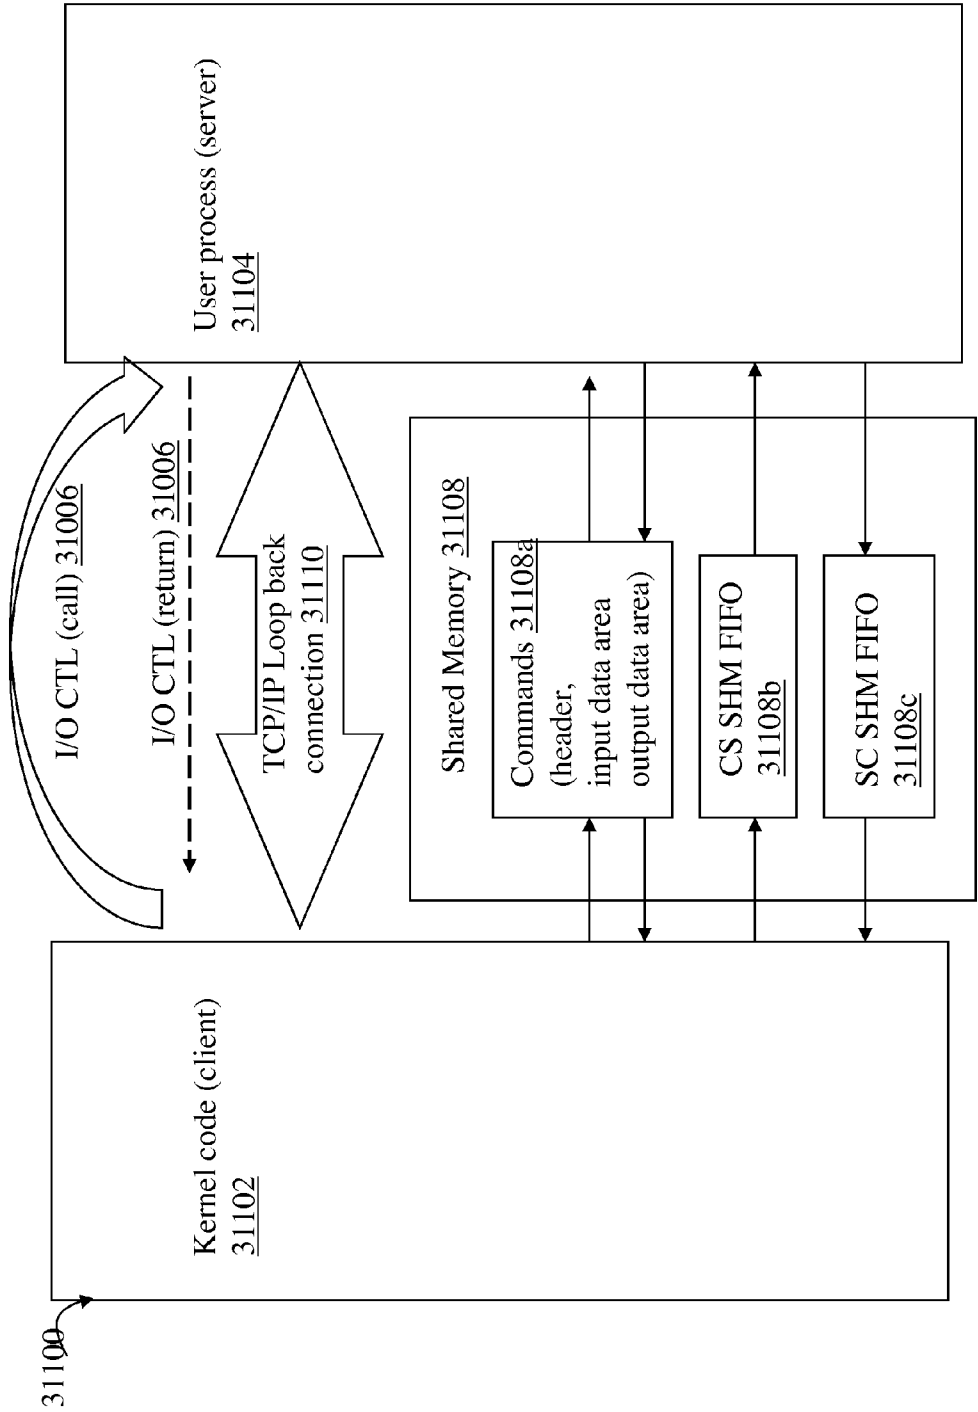 31100
Kernel code (client)
31102
I/O CTL (call) 31006
I/O CTL (return) 31006
TCP/IP Loop back
connection 31110
Shared Memory 31108
Commands 31108a
(header,
input data area
output data area)
CS SHM FIFO
31108b
SC SHM FIFO
31108c
User process (server)
31104